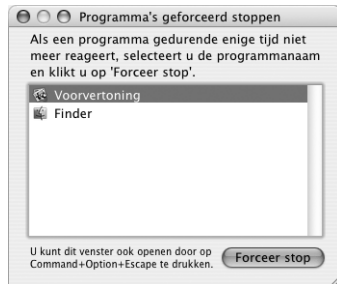 Programma's geforceerd stoppen
Als een programma gedurende enige tijd niet
meer reageert, selecteert u de programmanaam
en klikt u op 'Forceer stop'.
Voorvertoning
Finder
U kunt dit venster ook openen door op
Command+Option+Escape te drukken.
Forceer stop